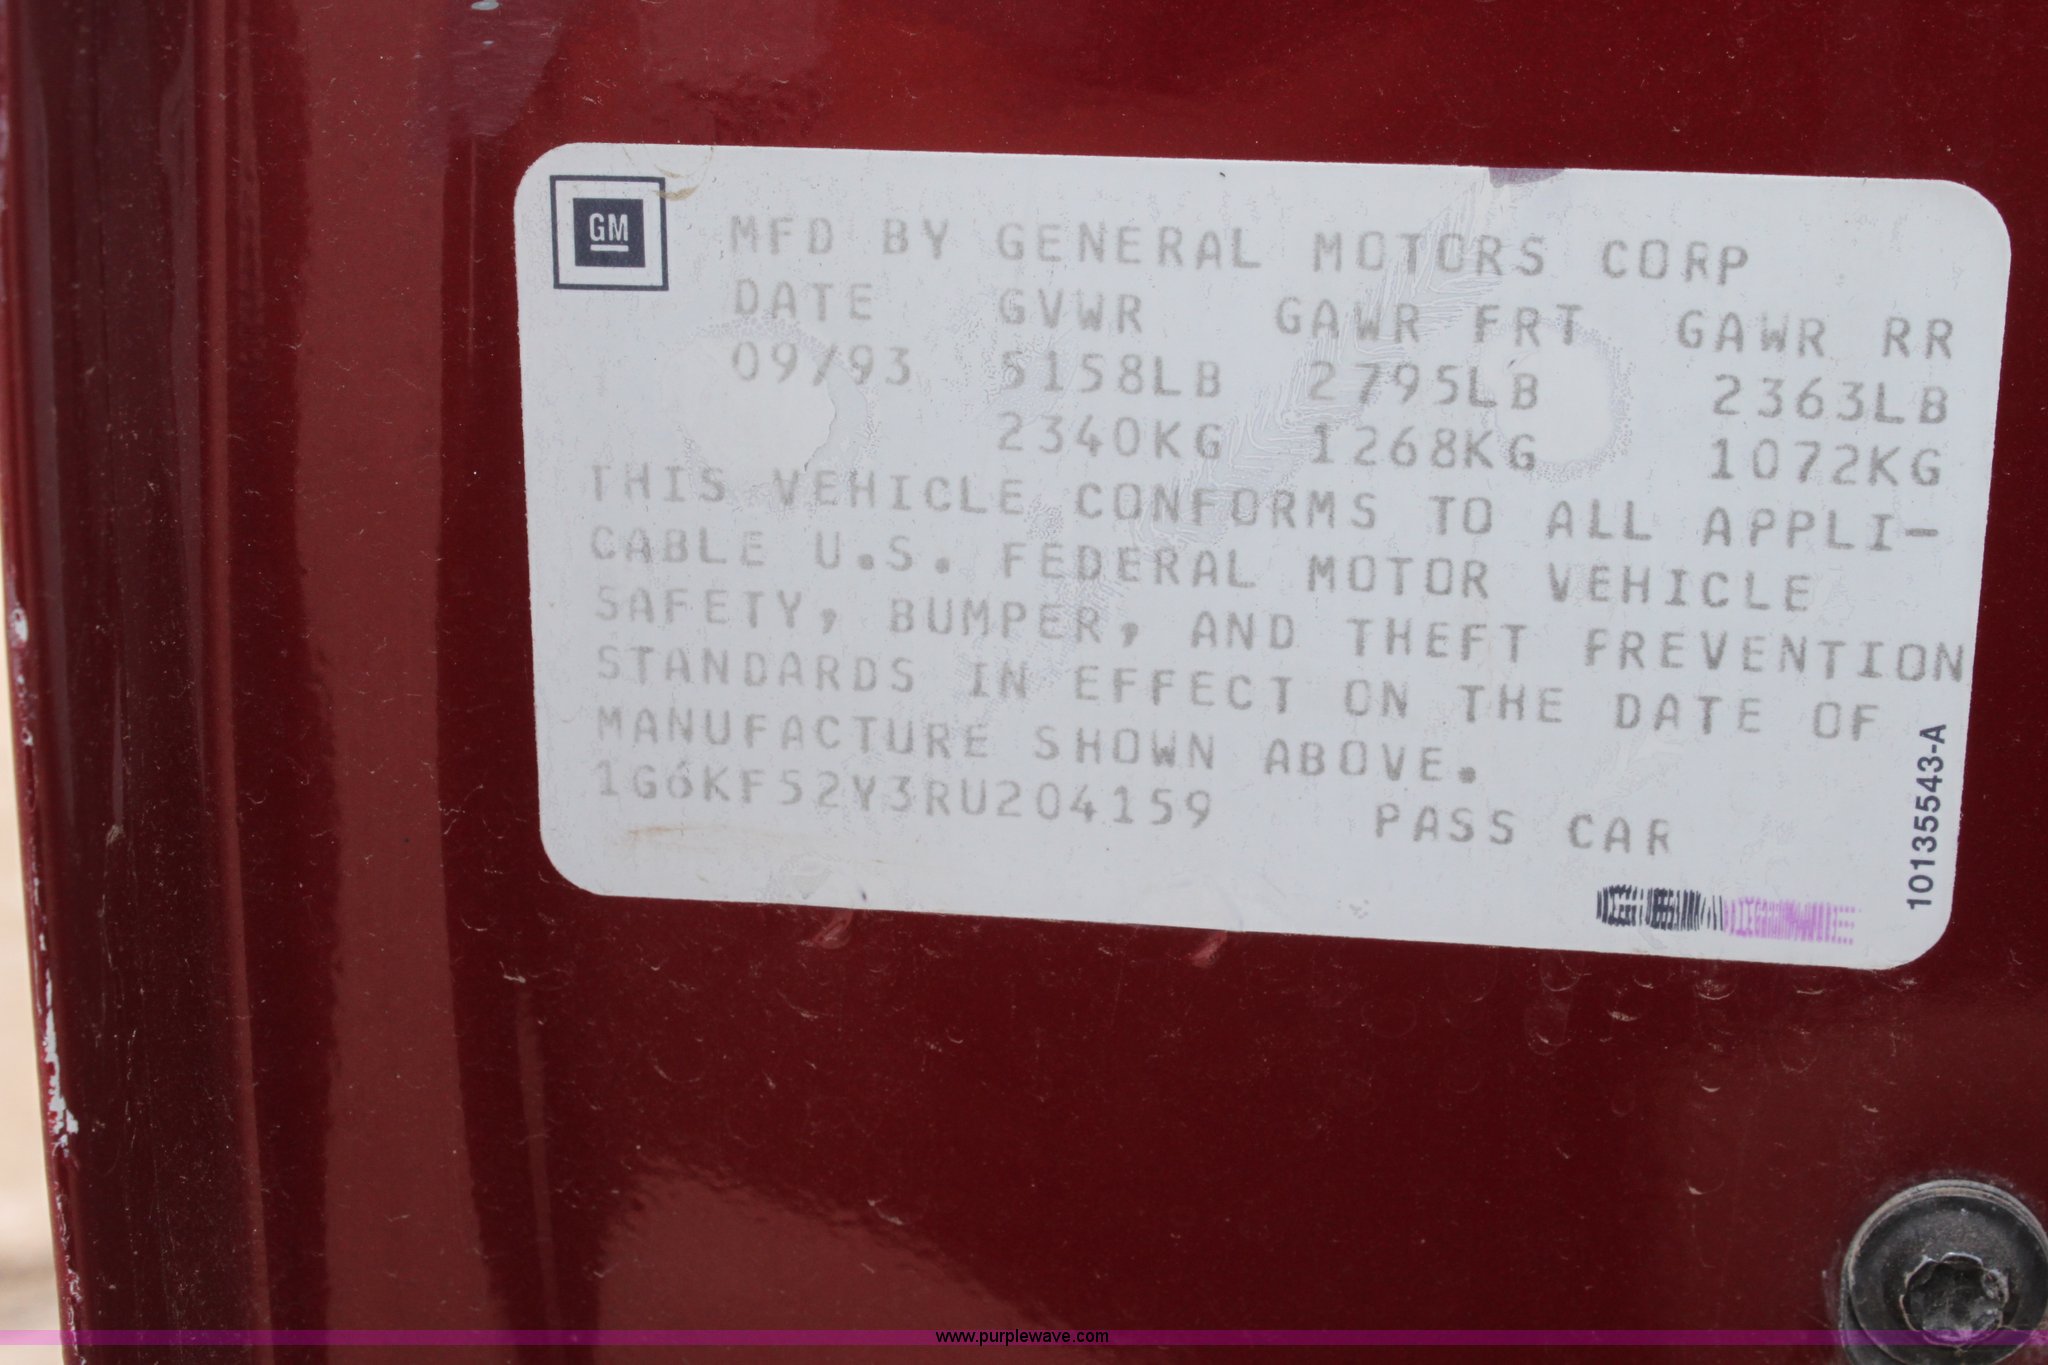 GM
MFD BY GENERAL MOTORS CORP
DATE GVWR GAWR FRT GAWR RR
09/93 5158LB 2795LB 2363LB
2340KG 1268KG 1072KG
THIS VEHICLE CONFORMS TO ALL APPLI-
CABLE U.S. FEDERAL MOTOR VEHICLE
SAFETY, BUMPER, AND THEFT PREVENTION
STANDARDS IN EFFECT ON THE DATE OF
MANUFACTURE SHOWN ABOVE.
1G6KF52Y3RU204159 PASS CAR
10135543-A
www.purplewave.com